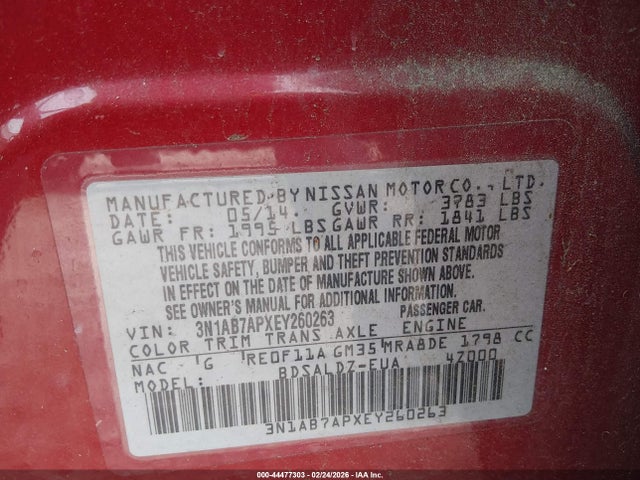 MANUFACTURED BY NISSAN MOTOR CO., LTD.
DATE: 05/14 GVWR: 3783 LBS
GAWR FR: 1995 LBS GAWR RR: 1841 LBS
THIS VEHICLE CONFORMS TO ALL APPLICABLE FEDERAL MOTOR
VEHICLE SAFETY, BUMPER AND THEFT PREVENTION STANDARDS
IN EFFECT ON THE DATE OF MANUFACTURE SHOWN ABOVE.
SEE OWNER'S MANUAL FOR ADDITIONAL INFORMATION.
VIN: 3N1AB7APXEY260263 PASSENGER CAR.
COLOR TRIM TRANS AXLE ENGINE
NAC G RE0F11A GM35 MRA8DE 1798 CC
MODEL: BDSALDZ-EUA 4Z000
3N1AB7APXEY260263
000-44477303 - 02/24/2026 - Copyright IAA, LLC